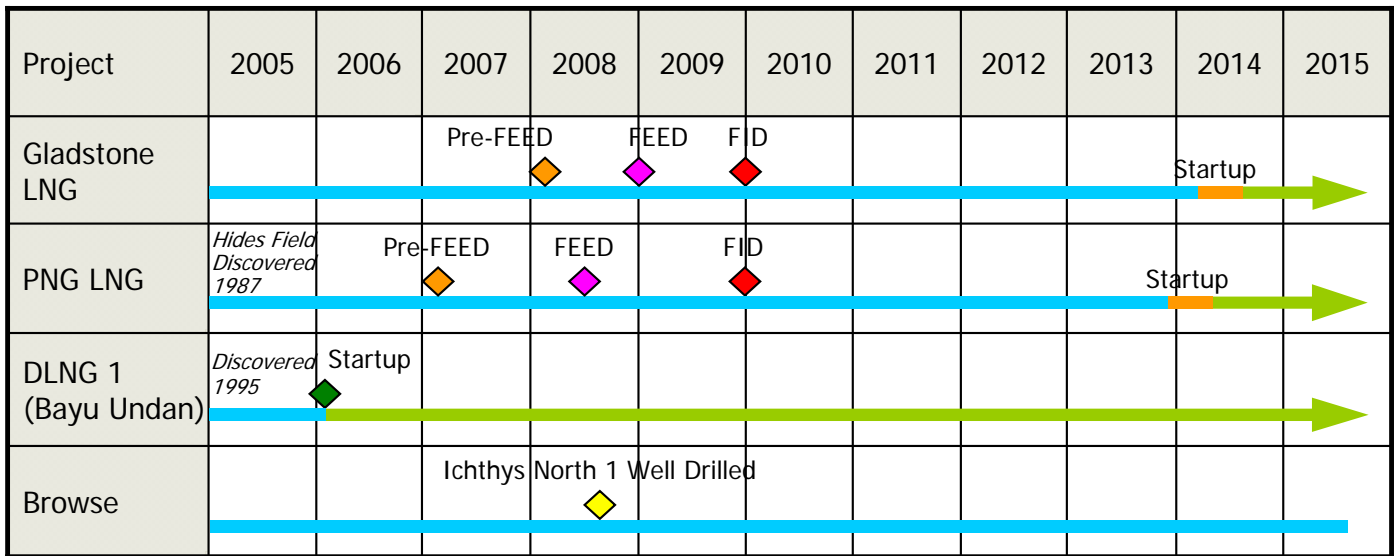 Project 2005 2006 2007 2008 2009 2010 2011 2012 2013 2014 2015
Gladstone
LNG
Pre-FEED FEED FID
Startup
PNG LNG
Hides Field
Discovered
1987
Pre-FEED FEED FID
Startup
DLNG 1
(Bayu Undan)
Discovered
1995
Startup
Browse
Ichthys North 1 Well Drilled